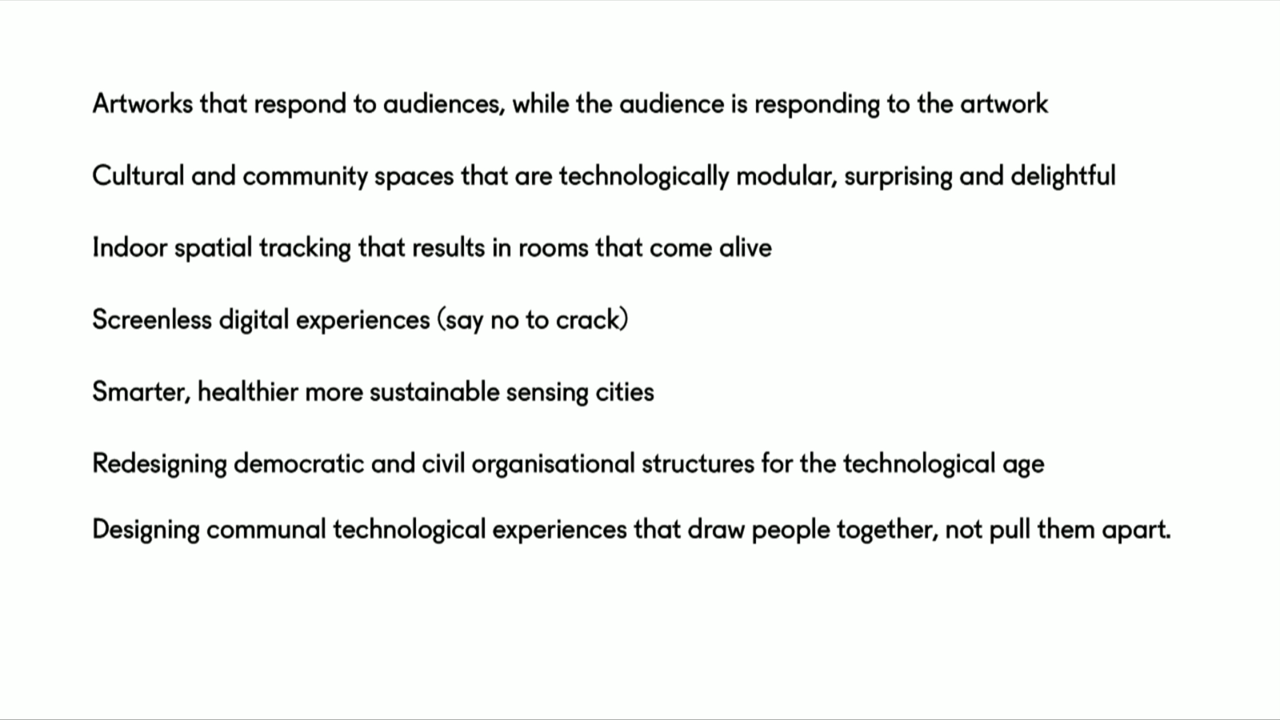 Artworks that respond to audiences, while the audience is responding to the artwork
Cultural and community spaces that are technologically modular, surprising and delightful
Indoor spatial tracking that results in rooms that come alive
Screenless digital experiences (say no to crack)
Smarter, healthier more sustainable sensing cities
Redesigning democratic and civil organisational structures for the technological age
Designing communal technological experiences that draw people together, not pull them apart.